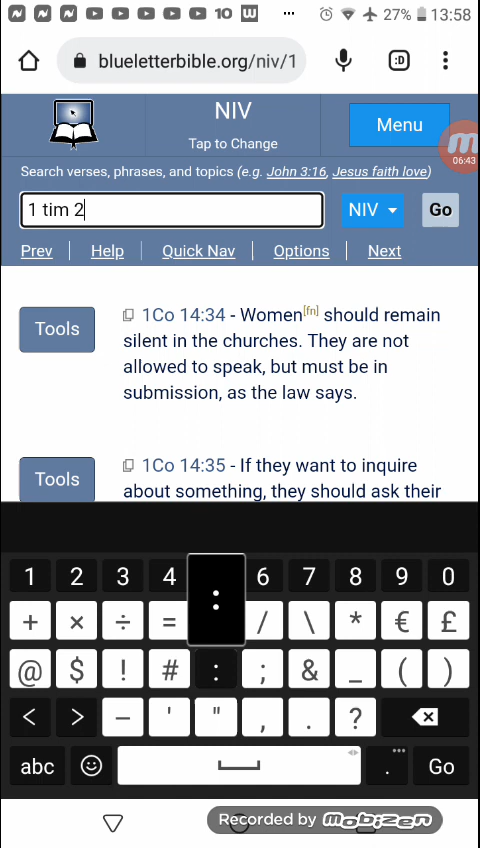 10 W ... 27% 13:58
blueletterbible.org/niv/1 :D
NIV
Tap to Change
Menu
06:43
Search verses, phrases, and topics (e.g. John 3:16, Jesus faith love)
1 tim 2 NIV Go
Prev Help Quick Nav Options Next
Tools
1Co 14:34 - Women[fn] should remain
silent in the churches. They are not
allowed to speak, but must be in
submission, as the law says.
Tools
1Co 14:35 - If they want to inquire
about something, they should ask their
:
1 2 3 4 6 7 8 9 0
+ × ÷ = / \ * € £
@ $ ! # : ; & _ ( )
< > – ' " , . ?
abc . Go
Recorded by MOBIZEN